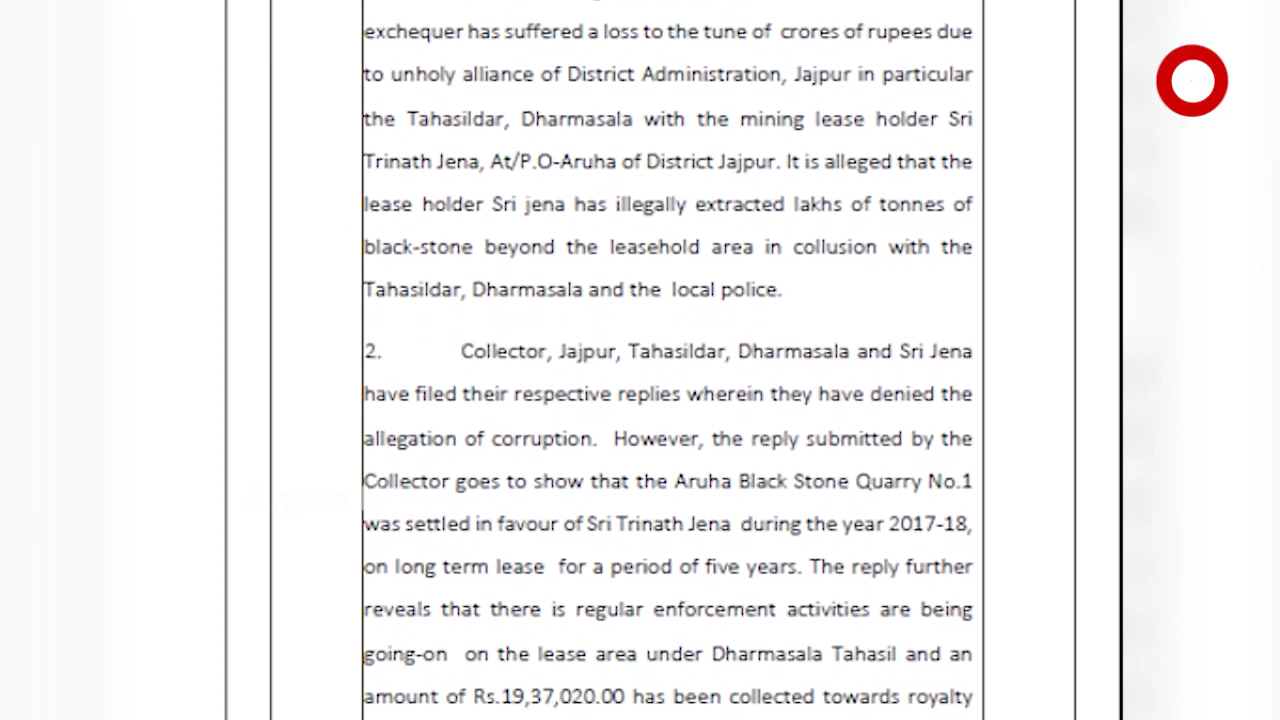 exchequer has suffered a loss to the tune of crores of rupees due
to unholy alliance of District Administration, Jajpur in particular
the Tahasildar, Dharmasala with the mining lease holder Sri
Trinath Jena, At/P.O-Aruha of District Jajpur. It is alleged that the
lease holder Sri jena has illegally extracted lakhs of tonnes of
black-stone beyond the leasehold area in collusion with the
Tahasildar, Dharmasala and the local police.
2. Collector, Jajpur, Tahasildar, Dharmasala and Sri Jena
have filed their respective replies wherein they have denied the
allegation of corruption. However, the reply submitted by the
Collector goes to show that the Aruha Black Stone Quarry No.1
was settled in favour of Sri Trinath Jena during the year 2017-18,
on long term lease for a period of five years. The reply further
reveals that there is regular enforcement activities are being
going-on on the lease area under Dharmasala Tahasil and an
amount of Rs.19,37,020.00 has been collected towards royalty